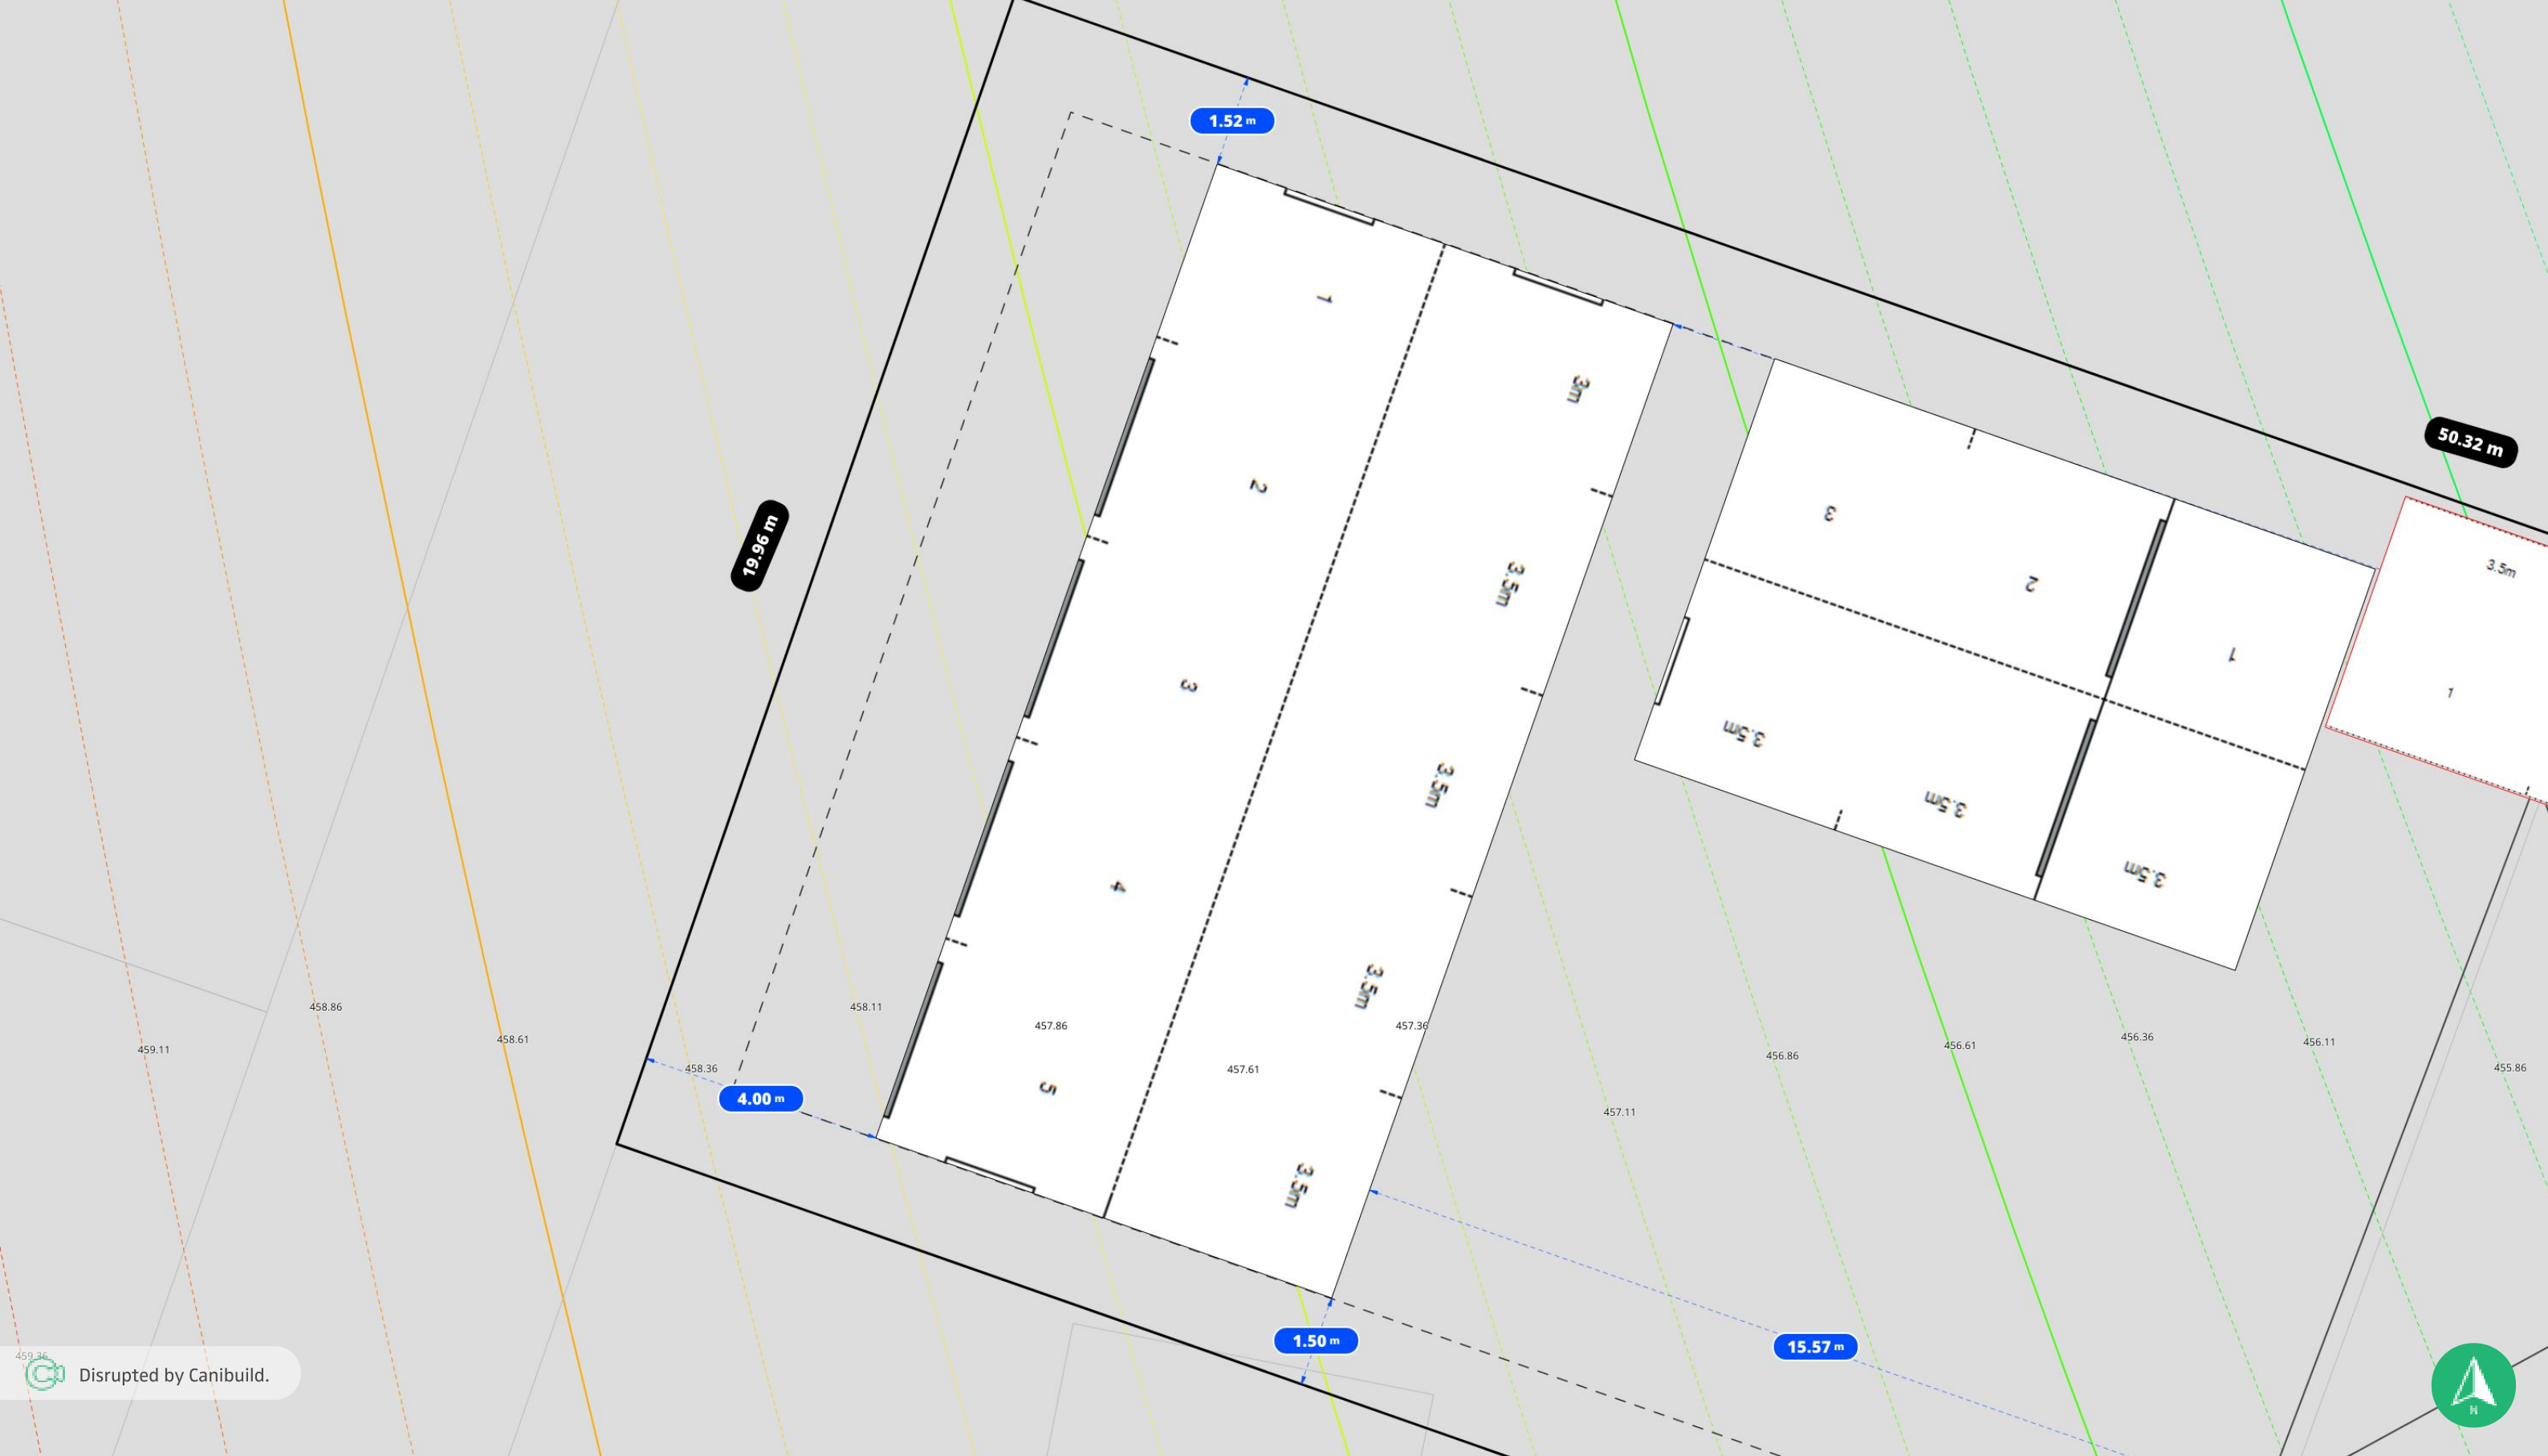 1.52 m
50.32 m
19.96 m
1
2
3
4
5
3m
3.5m
3.5m
3.5m
3.5m
3
2
1
3.5m
3.5m
3.5m
3.5m
1
458.86
458.61
459.11
458.11
458.36
457.86
457.61
457.36
457.11
456.86
456.61
456.36
456.11
455.86
4.00 m
1.50 m
15.57 m
459.36
Disrupted by Canibuild.
N